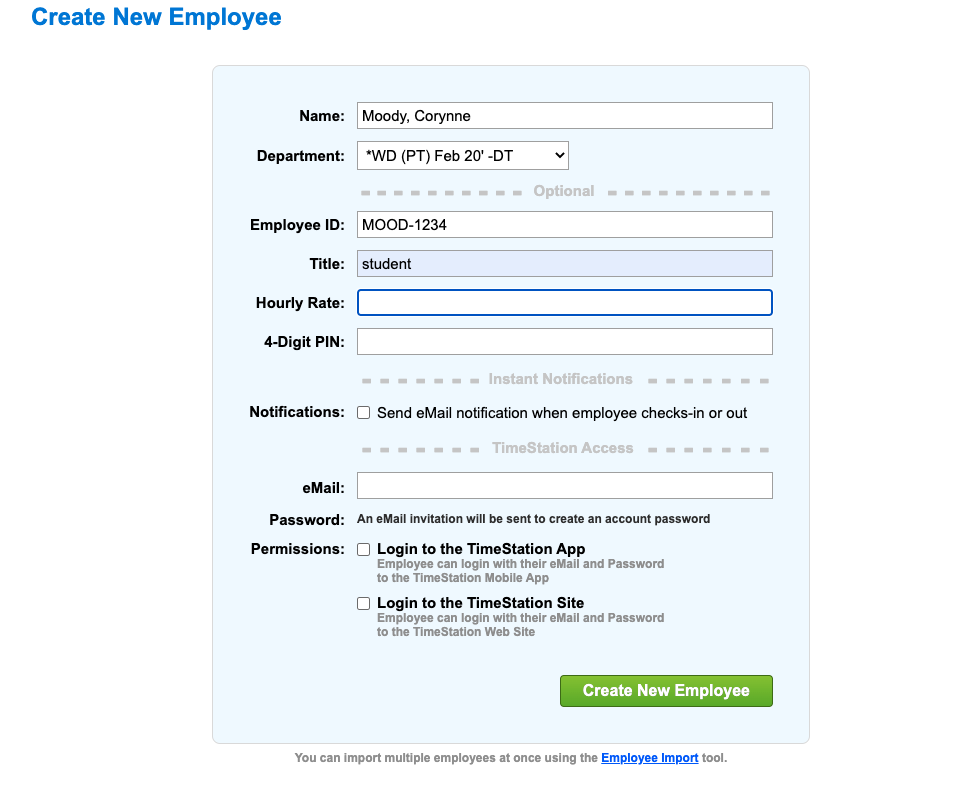 Create New Employee
Name: Moody, Corynne
Department: *WD (PT) Feb 20' -DT
Optional
Employee ID: MOOD-1234
Title: student
Hourly Rate:
4-Digit PIN:
Instant Notifications
Notifications: Send eMail notification when employee checks-in or out
TimeStation Access
eMail:
Password: An eMail invitation will be sent to create an account password
Permissions: Login to the TimeStation App
Employee can login with their eMail and Password
to the TimeStation Mobile App
Login to the TimeStation Site
Employee can login with their eMail and Password
to the TimeStation Web Site
Create New Employee
You can import multiple employees at once using the Employee Import tool.